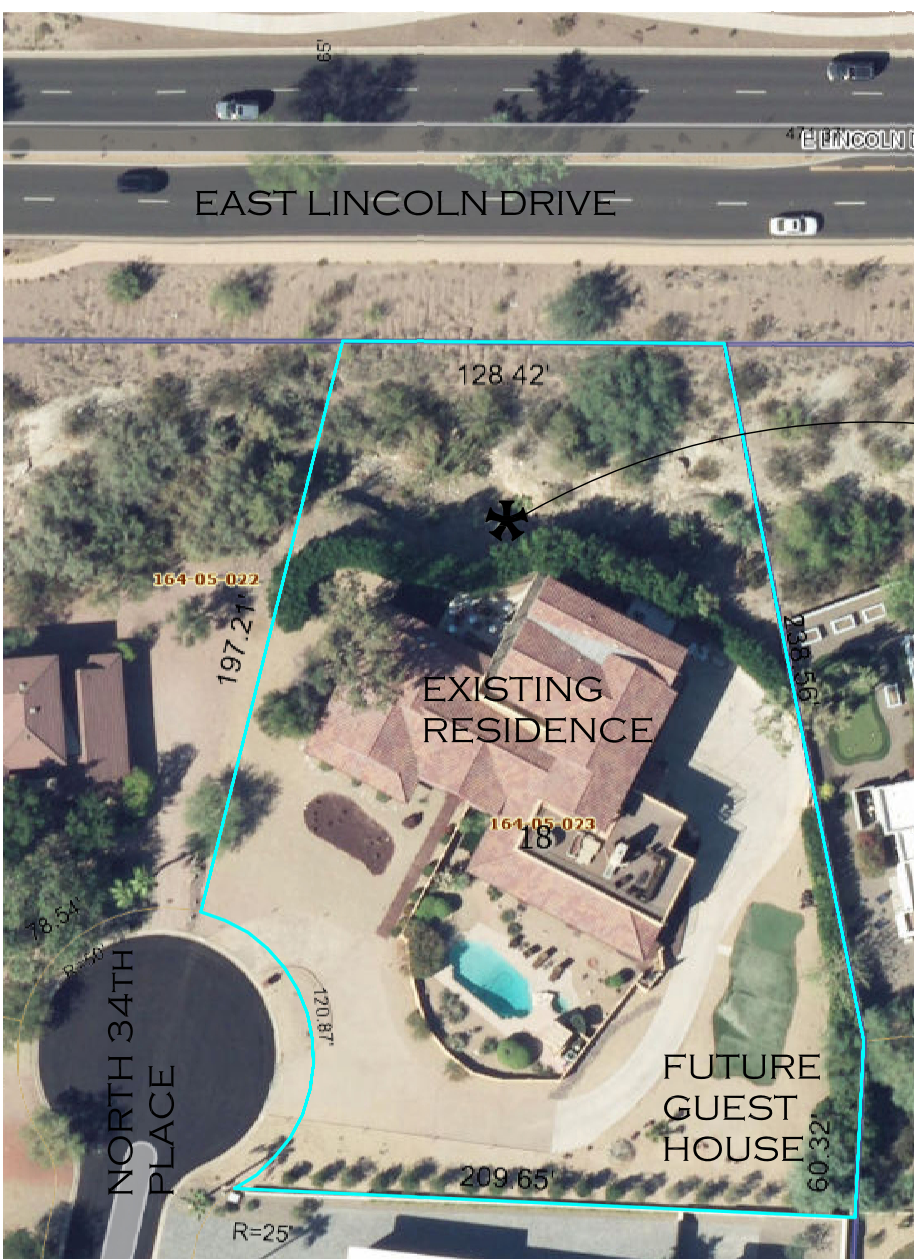 65'
E LINCOLN
EAST LINCOLN DRIVE
128 42'
164-05-022
197.21'
238.56'
EXISTING
RESIDENCE
164-05-023
18
78.54'
R=50'
120.87'
NORTH 34TH
PLACE
FUTURE
GUEST
HOUSE
60.32'
209 65'
R=25'